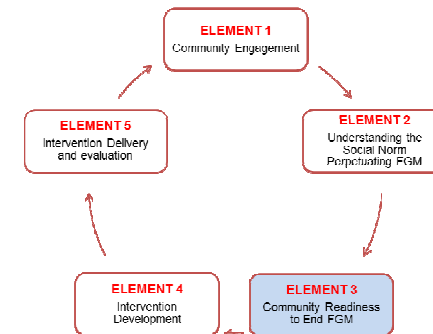 ELEMENT 1
Community Engagement
ELEMENT 2
Understanding the
Social Norm
Perpetuating FGM
ELEMENT 3
Community Readiness
to End FGM
ELEMENT 4
Intervention
Development
ELEMENT 5
Intervention Delivery
and evaluation